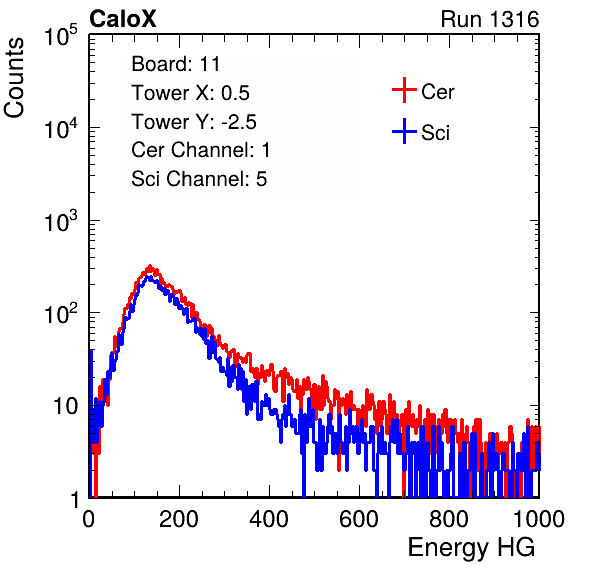 CaloX
Run 1316
Counts
10^5
10^4
10^3
10^2
10
1
Board: 11
Tower X: 0.5
Tower Y: -2.5
Cer Channel: 1
Sci Channel: 5
Cer
Sci
0 200 400 600 800 1000
Energy HG